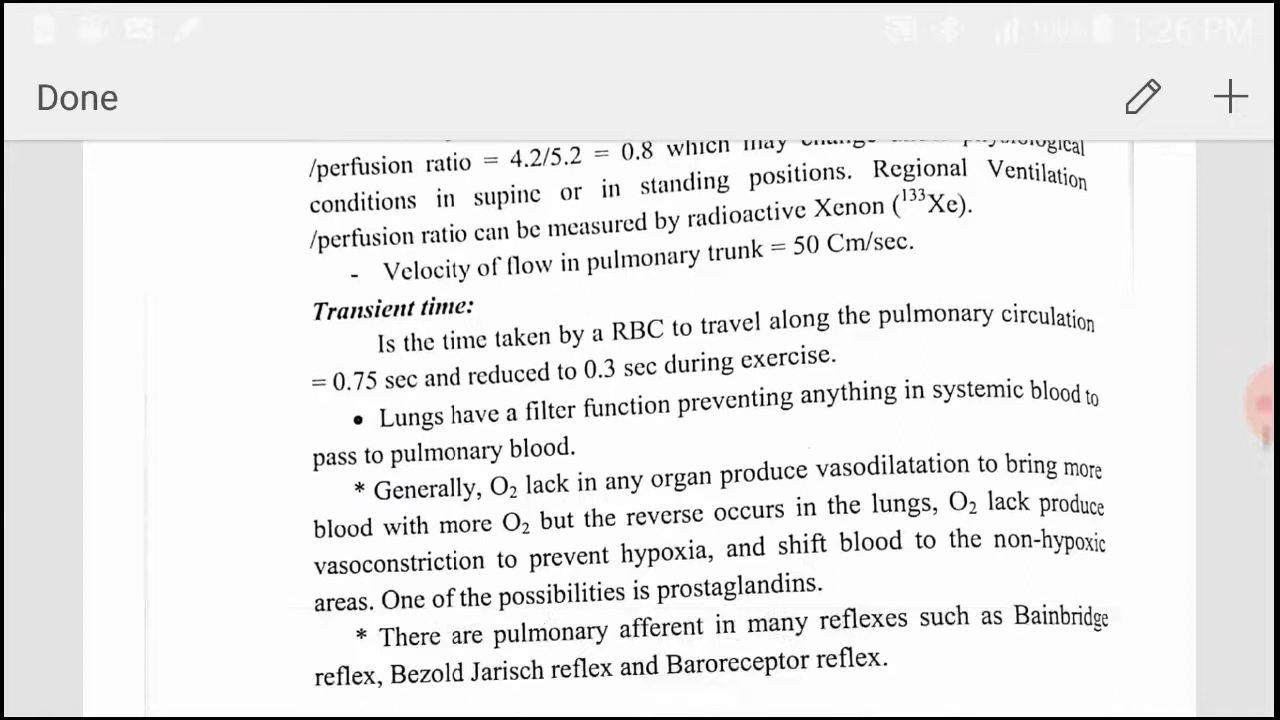 1:26 PM
Done
/perfusion ratio = 4.2/5.2 = 0.8 which may change physiological
conditions in supine or in standing positions. Regional Ventilation
/perfusion ratio can be measured by radioactive Xenon (¹³³Xe).
- Velocity of flow in pulmonary trunk = 50 Cm/sec.
Transient time:
Is the time taken by a RBC to travel along the pulmonary circulation
= 0.75 sec and reduced to 0.3 sec during exercise.
• Lungs have a filter function preventing anything in systemic blood to
pass to pulmonary blood.
* Generally, O₂ lack in any organ produce vasodilatation to bring more
blood with more O₂ but the reverse occurs in the lungs, O₂ lack produce
vasoconstriction to prevent hypoxia, and shift blood to the non-hypoxic
areas. One of the possibilities is prostaglandins.
* There are pulmonary afferent in many reflexes such as Bainbridge
reflex, Bezold Jarisch reflex and Baroreceptor reflex.